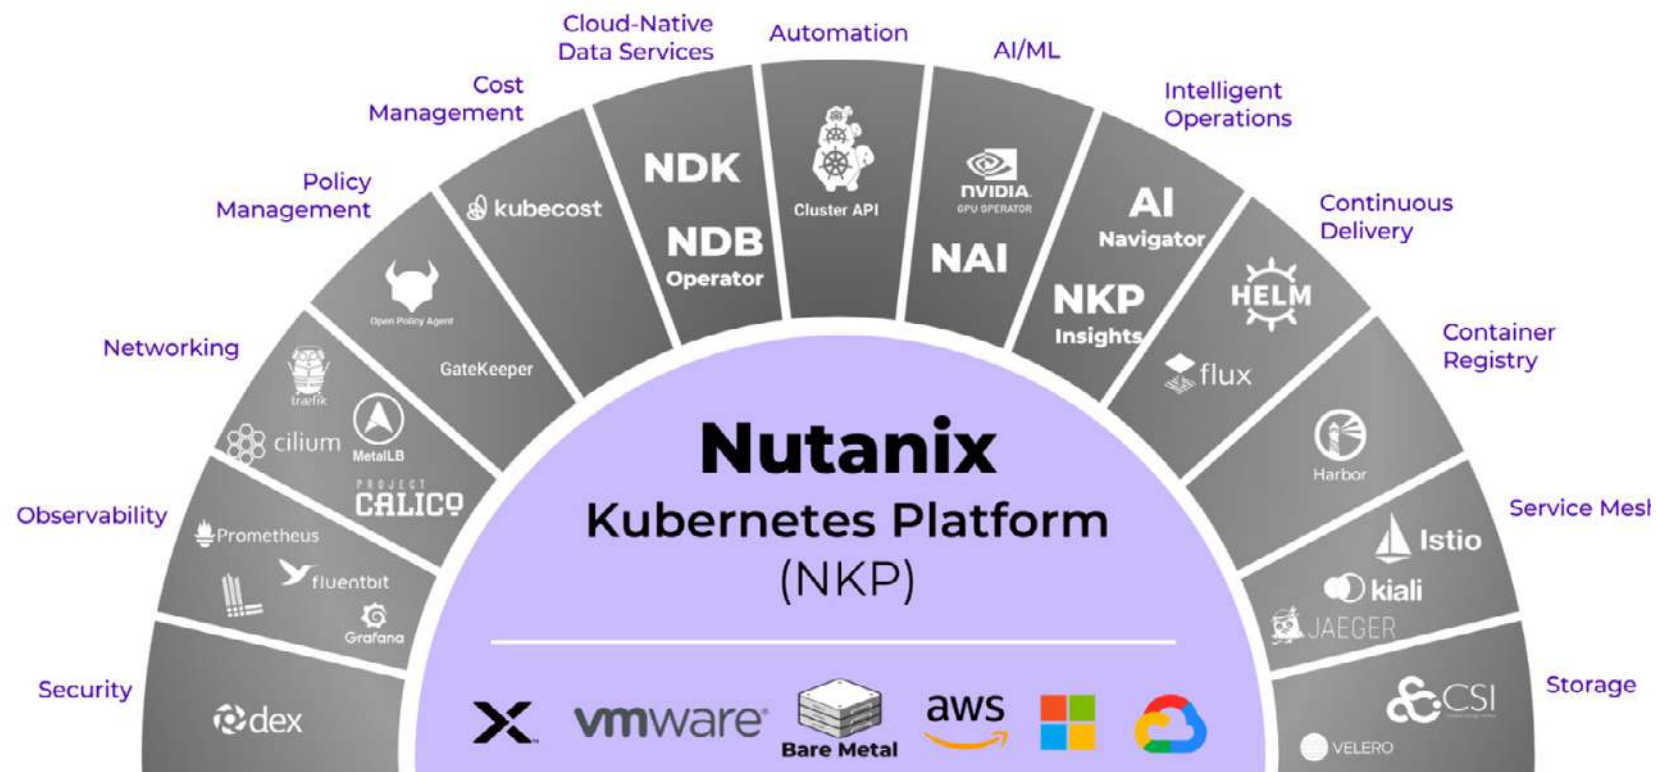 Cloud-Native
Data Services
Automation
AI/ML
Cost
Management
Intelligent
Operations
Policy
Management
Continuous
Delivery
Networking
Container
Registry
Observability
Service Mesh
Security
Storage
NDK
NDB
Operator
Cluster API
NVIDIA
GPU OPERATOR
NAI
AI
Navigator
NKP
Insights
kubecost
Open Policy Agent
GateKeeper
HELM
flux
træfik
cilium
MetalLB
PROJECT
CALICO
Harbor
Prometheus
fluentbit
Grafana
Istio
kiali
JAEGER
dex
CSI
VELERO
Nutanix
Kubernetes Platform
(NKP)
vmware
Bare Metal
aws